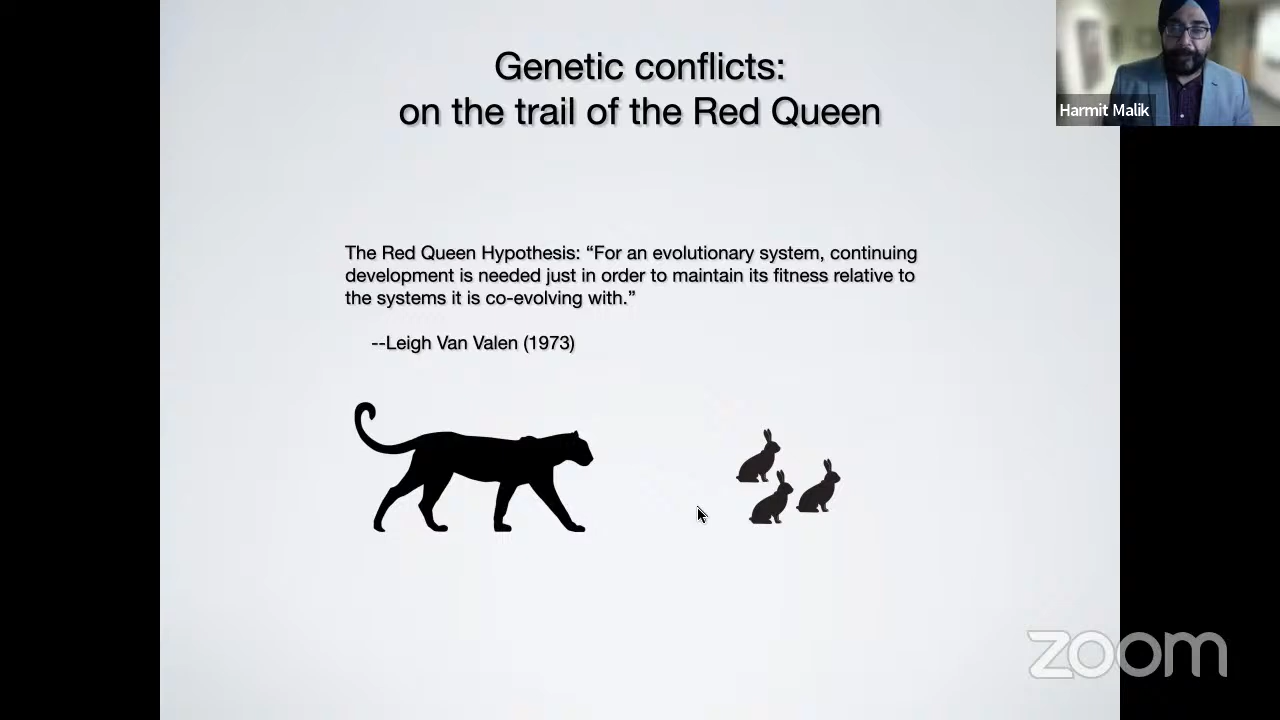 Genetic conflicts:
on the trail of the Red Queen
Harmit Malik
The Red Queen Hypothesis: “For an evolutionary system, continuing
development is needed just in order to maintain its fitness relative to
the systems it is co-evolving with.”
--Leigh Van Valen (1973)
zoom